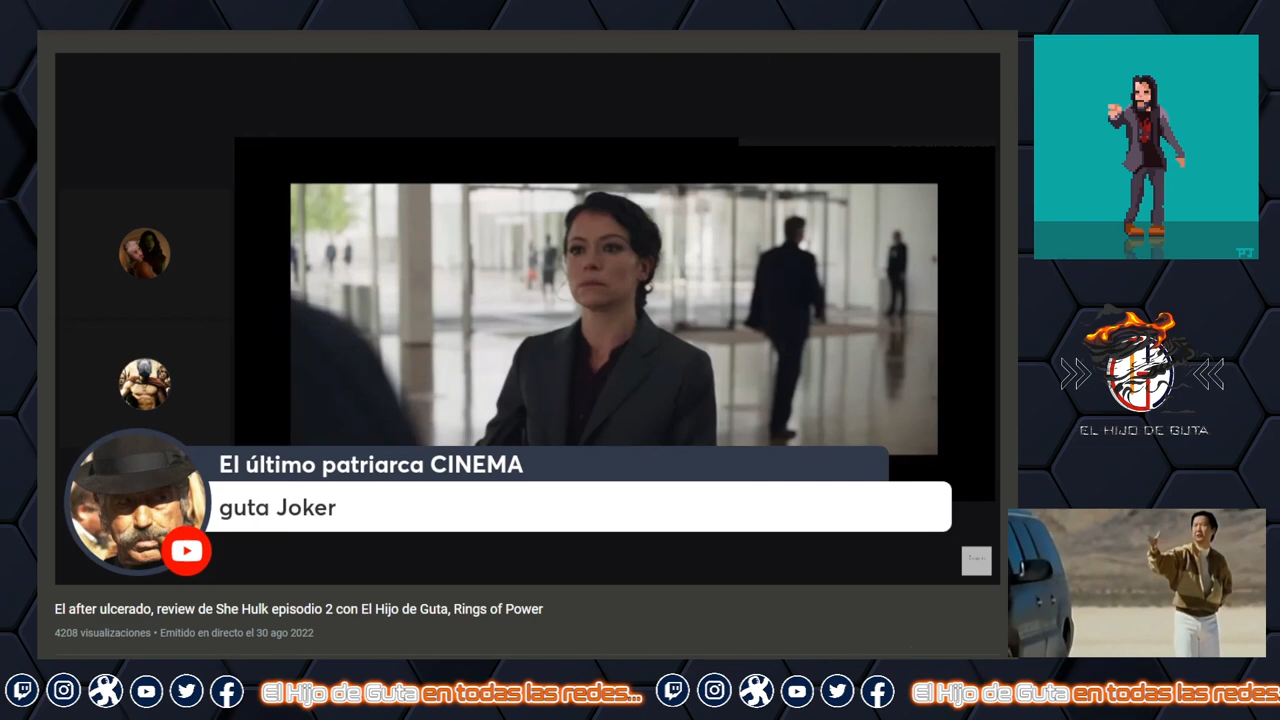 El último patriarca CINEMA
guta Joker
El after ulcerado, review de She Hulk episodio 2 con El Hijo de Guta, Rings of Power
4208 visualizaciones • Emitido en directo el 30 ago 2022
PJ
EL HIJO DE GUTA
El Hijo de Guta en todas las redes...
El Hijo de Guta en todas las redes